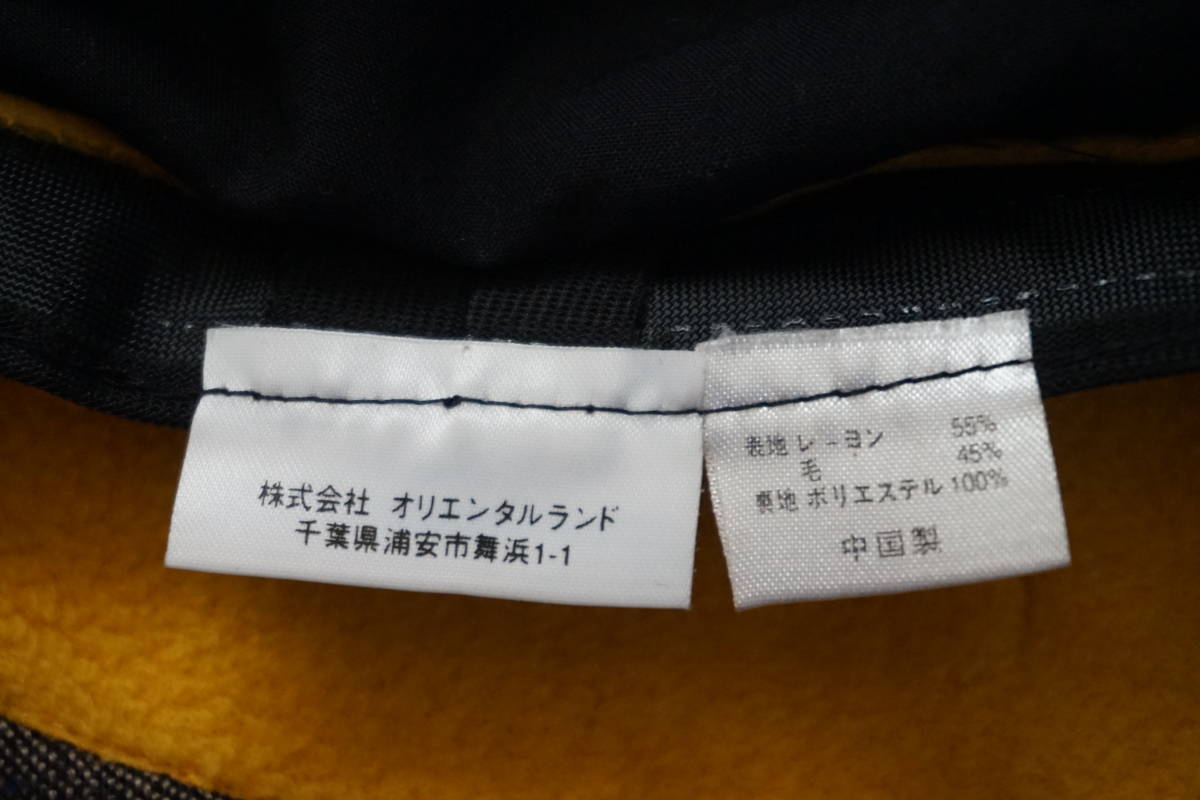 株式会社 オリエンタルランド
千葉県浦安市舞浜1-1
表地 レーヨン 55%
毛 45%
裏地 ポリエステル 100%
中国製